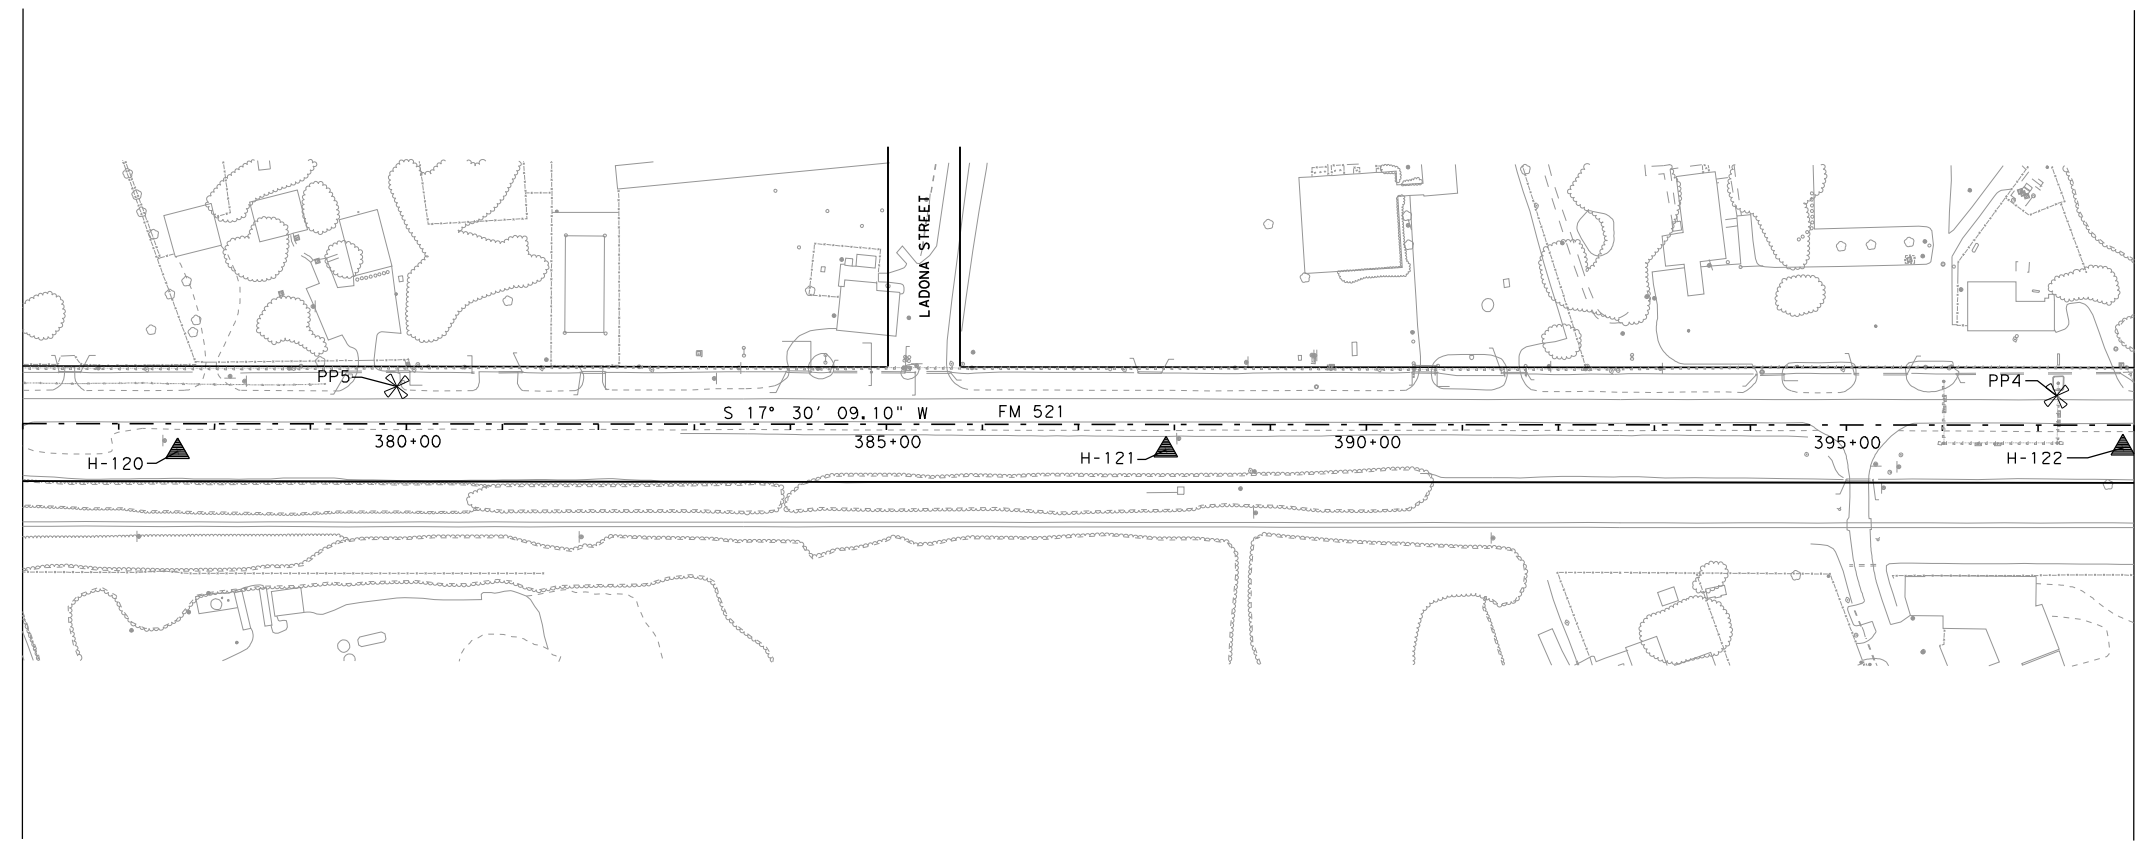 LADONA STREET
PP5
PP4
S 17° 30' 09.10" W FM 521
380+00 385+00 390+00 395+00
H-120 H-121 H-122